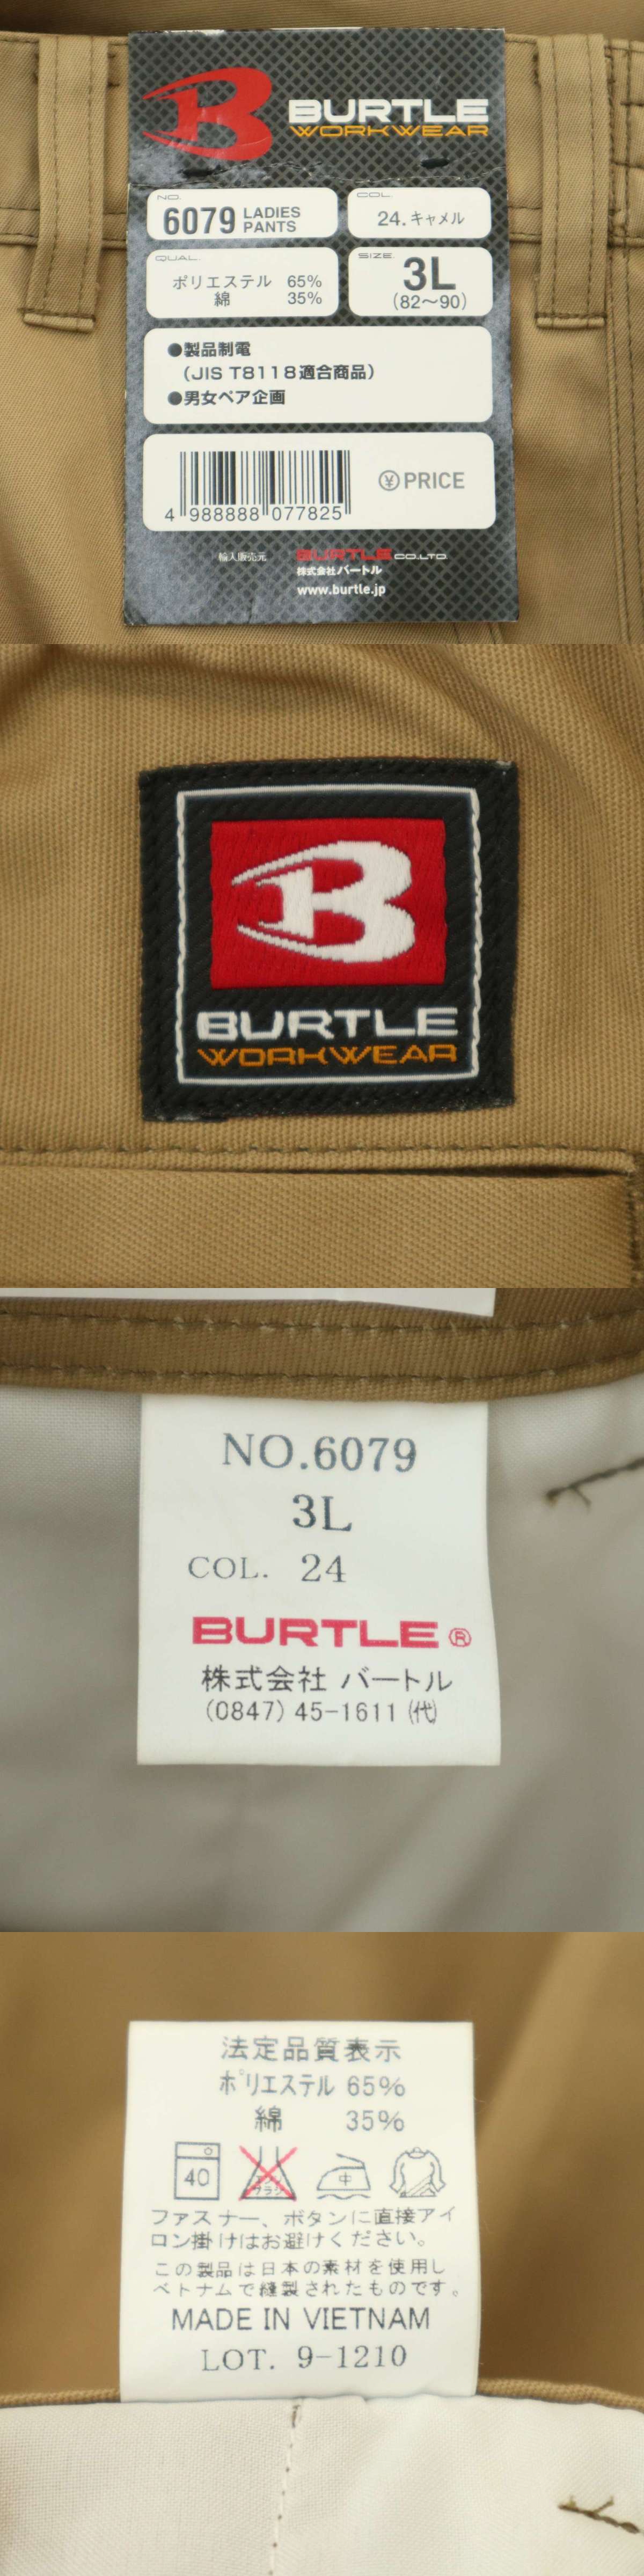 BURTLE
WORKWEAR
NO.
6079 LADIES PANTS
COL.
24.キャメル
QUAL.
ポリエステル 65%
綿 35%
SIZE.
3L
(82〜90)
●製品制電
(JIS T8118適合商品)
●男女ペア企画
4 988888 077825
¥PRICE
輸入販売元
BURTLE CO.,LTD.
株式会社バートル
www.burtle.jp
BURTLE
WORKWEAR
NO.6079
3L
COL. 24
BURTLE®
株式会社 バートル
(0847) 45-1611 ㈹
法定品質表示
ポリエステル 65%
綿 35%
40
エンソ
サラシ
中
ファスナー、ボタンに直接アイ
ロン掛けはお避けください。
この製品は日本の素材を使用し
ベトナムで縫製されたものです。
MADE IN VIETNAM
LOT. 9-1210